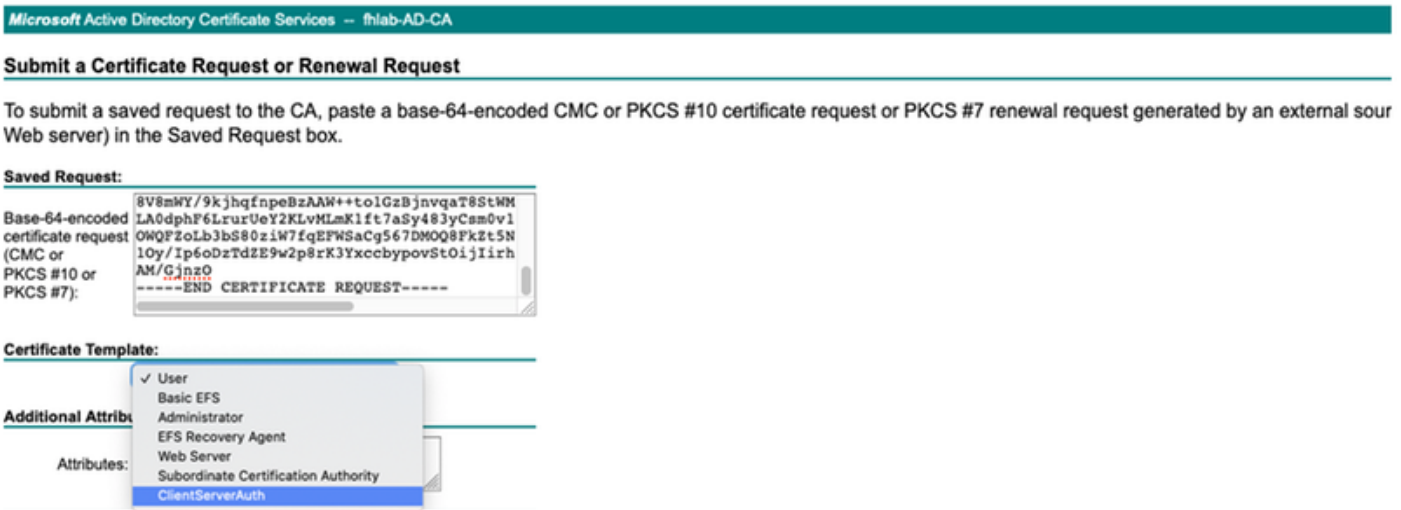 Microsoft Active Directory Certificate Services -- fhlab-AD-CA
Submit a Certificate Request or Renewal Request
To submit a saved request to the CA, paste a base-64-encoded CMC or PKCS #10 certificate request or PKCS #7 renewal request generated by an external sour
Web server) in the Saved Request box.
Saved Request:
Base-64-encoded
certificate request
(CMC or
PKCS #10 or
PKCS #7):
8V8mWY/9kjhqfnpeBzAAW++tolGzBjnvqaT8StWM
LA0dphF6LrurUeY2KLvMLmKlft7aSy483yCsm0vl
OWQFZoLb3bS80ziW7fqEFWSaCg567DMOQ8FkZt5N
lOy/Ip6oDzTdZE9w2p8rK3YxccbypovStOijIirh
AM/GjnzO
-----END CERTIFICATE REQUEST-----
Certificate Template:
✓ User
Basic EFS
Administrator
EFS Recovery Agent
Web Server
Subordinate Certification Authority
ClientServerAuth
Additional Attribu
Attributes: